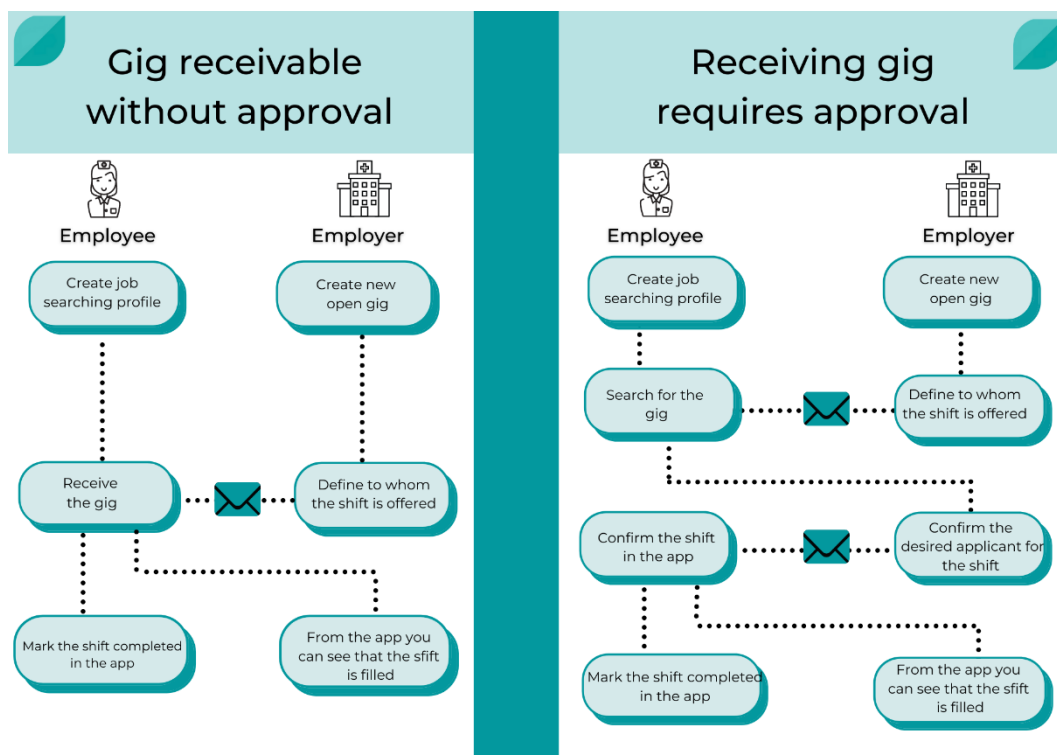 Gig receivable
without approval
Employee
Employer
Create job
searching profile
Create new
open gig
Receive
the gig
Define to whom
the shift is offered
Mark the shift completed
in the app
From the app you
can see that the sfift
is filled
Receiving gig
requires approval
Employee
Employer
Create job
searching profile
Create new
open gig
Search for the
gig
Define to whom
the shift is offered
Confirm the shift
in the app
Confirm the
desired applicant for
the shift
Mark the shift completed
in the app
From the app you
can see that the sfift
is filled